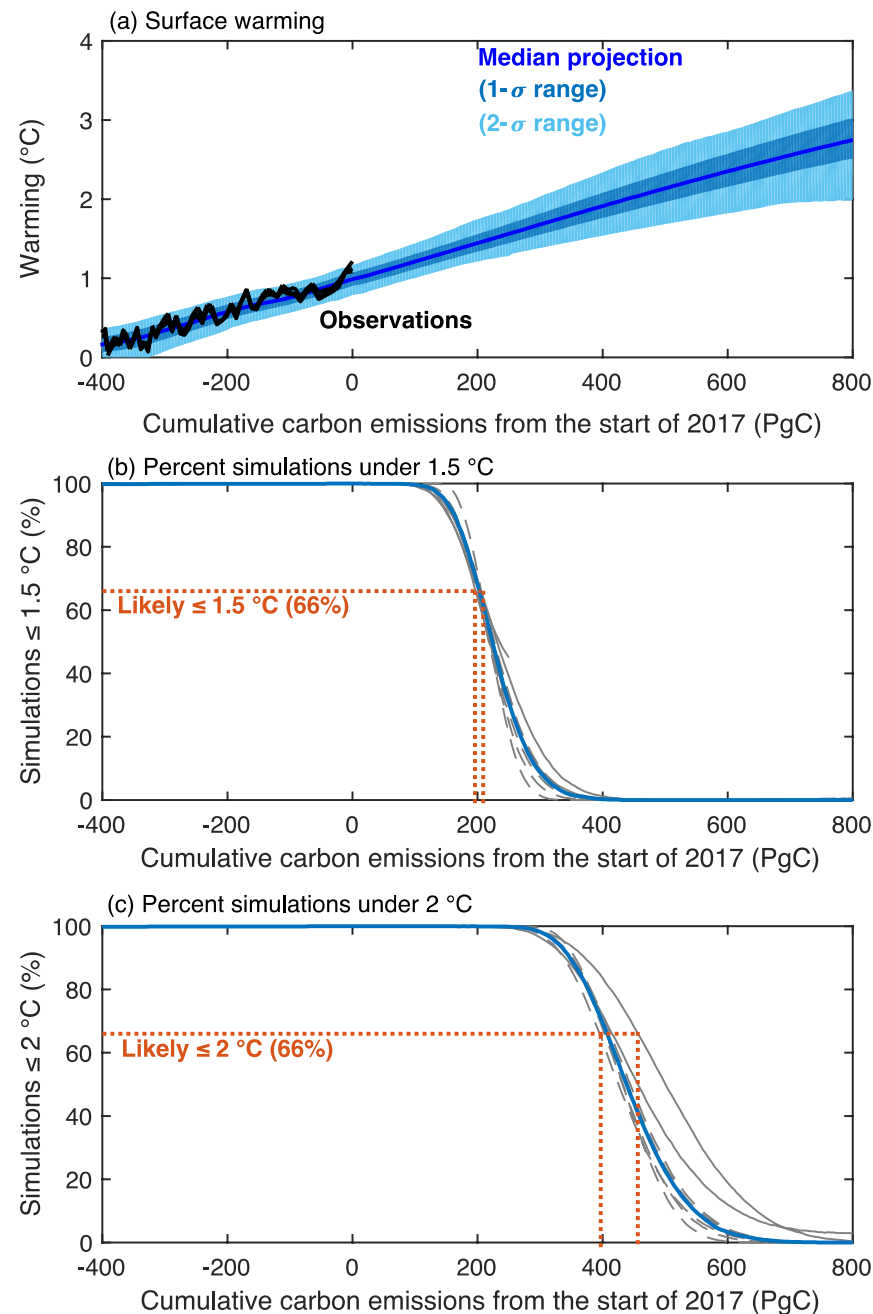 (a) Surface warming
4
3
2
1
0
Warming (°C)
Median projection
(1-σ range)
(2-σ range)
Observations
-400 -200 0 200 400 600 800
Cumulative carbon emissions from the start of 2017 (PgC)
(b) Percent simulations under 1.5 °C
100
80
60
40
20
0
Simulations ≤ 1.5 °C (%)
Likely ≤ 1.5 °C (66%)
-400 -200 0 200 400 600 800
Cumulative carbon emissions from the start of 2017 (PgC)
(c) Percent simulations under 2 °C
100
80
60
40
20
0
Simulations ≤ 2 °C (%)
Likely ≤ 2 °C (66%)
-400 -200 0 200 400 600 800
Cumulative carbon emissions from the start of 2017 (PgC)